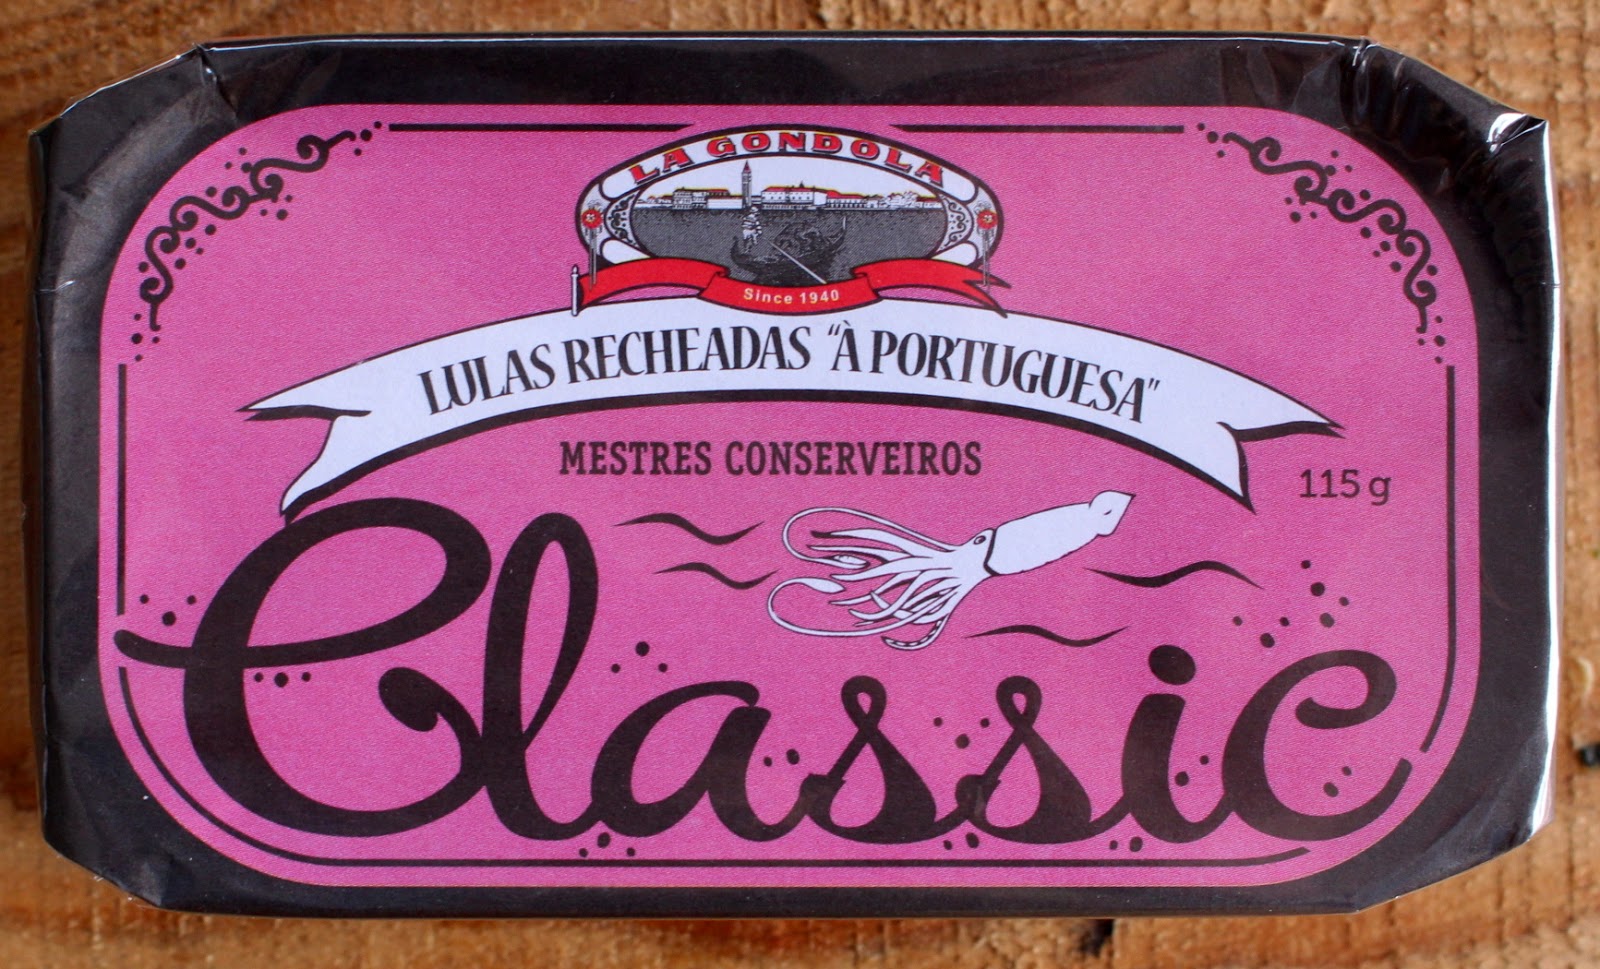 LA GONDOLA
Since 1940
LULAS RECHEADAS "À PORTUGUESA"
MESTRES CONSERVEIROS
115 g
Classic